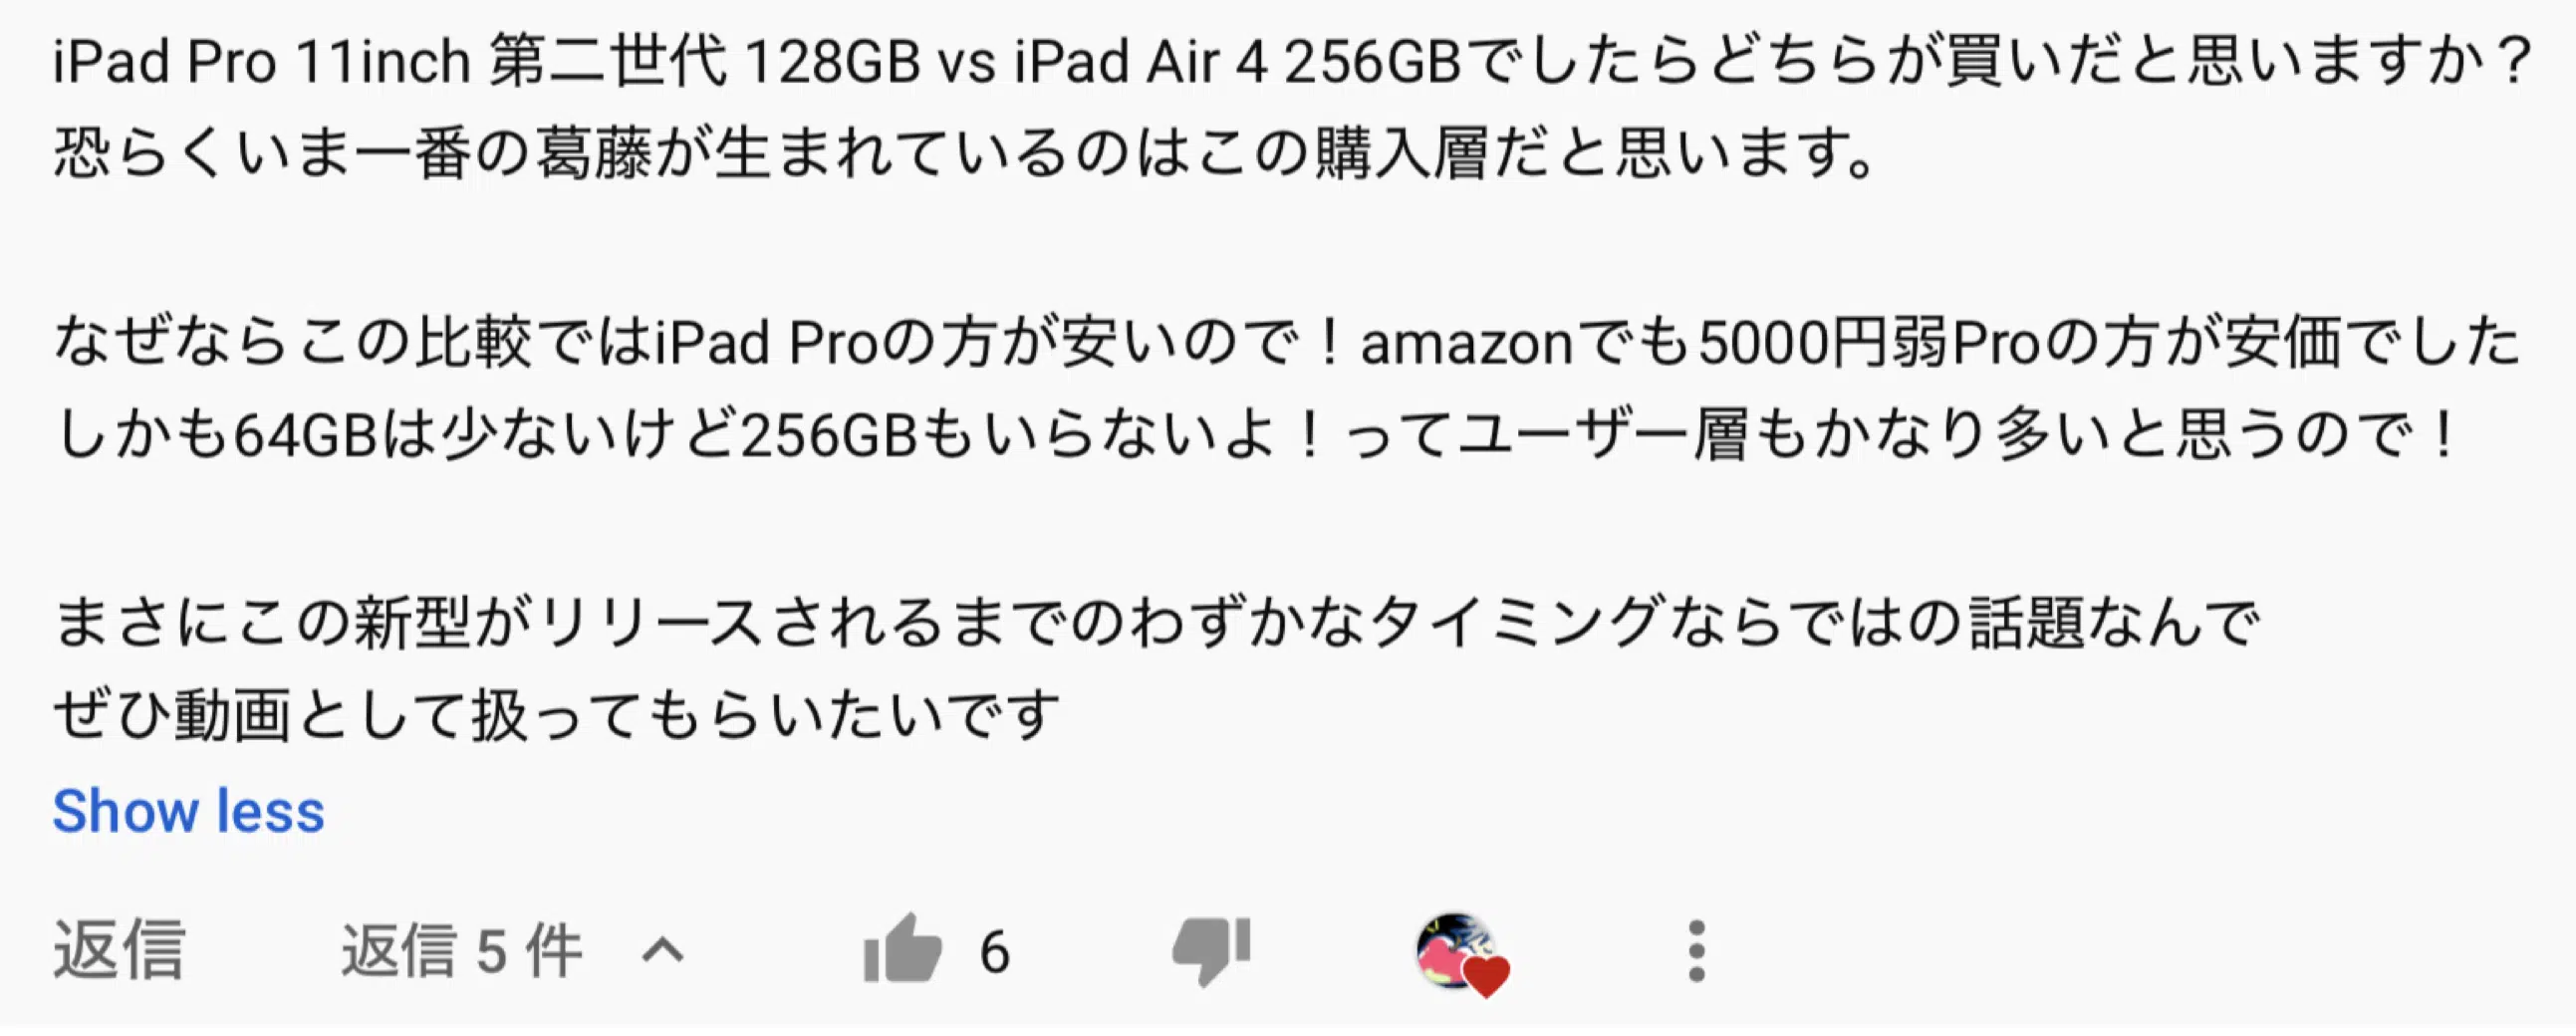 iPad Pro 11inch 第二世代 128GB vs iPad Air 4 256GBでしたらどちらが買いだと思いますか？
恐らくいま一番の葛藤が生まれているのはこの購入層だと思います。
なぜならこの比較ではiPad Proの方が安いので！amazonでも5000円弱Proの方が安価でした
しかも64GBは少ないけど256GBもいらないよ！ってユーザー層もかなり多いと思うので！
まさにこの新型がリリースされるまでのわずかなタイミングならではの話題なんで
ぜひ動画として扱ってもらいたいです
Show less
返信 返信 5 件 6